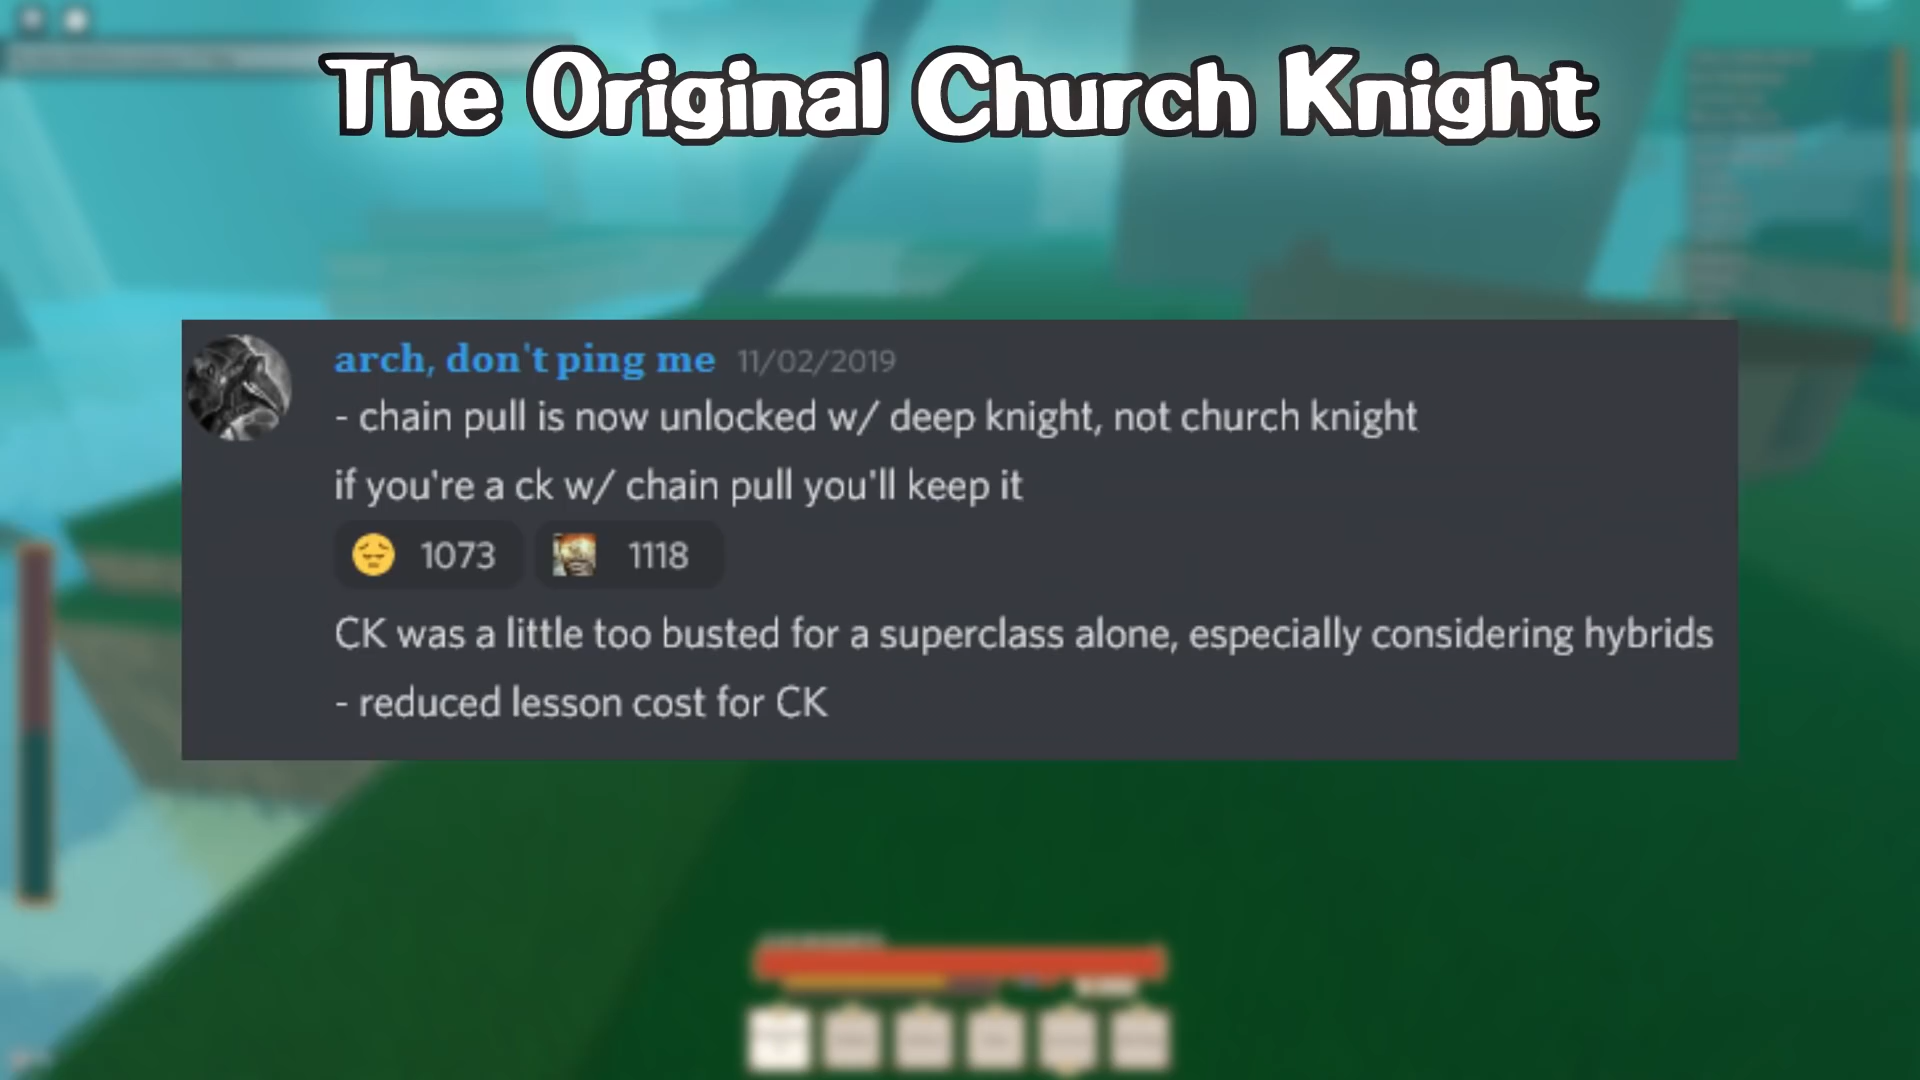 The Original Church Knight
arch, don't ping me 11/02/2019
- chain pull is now unlocked w/ deep knight, not church knight
if you're a ck w/ chain pull you'll keep it
1073 1118
CK was a little too busted for a superclass alone, especially considering hybrids
- reduced lesson cost for CK